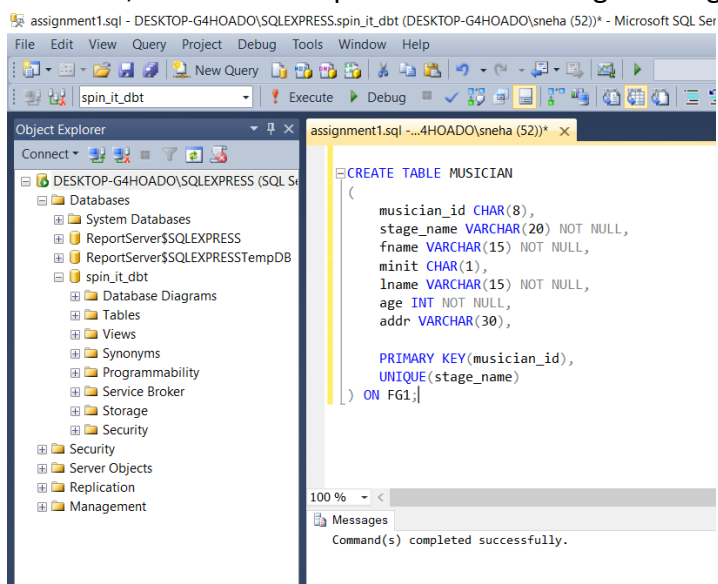 assignment1.sql - DESKTOP-G4HOADO\SQLEXPRESS.spin_it_dbt (DESKTOP-G4HOADO\sneha (52))* - Microsoft SQL Ser
File Edit View Query Project Debug Tools Window Help
New Query
spin_it_dbt Execute Debug
Object Explorer
Connect
DESKTOP-G4HOADO\SQLEXPRESS (SQL Se
Databases
System Databases
ReportServer$SQLEXPRESS
ReportServer$SQLEXPRESSTempDB
spin_it_dbt
Database Diagrams
Tables
Views
Synonyms
Programmability
Service Broker
Storage
Security
Security
Server Objects
Replication
Management
assignment1.sql -...4HOADO\sneha (52))*
CREATE TABLE MUSICIAN
(
musician_id CHAR(8),
stage_name VARCHAR(20) NOT NULL,
fname VARCHAR(15) NOT NULL,
minit CHAR(1),
lname VARCHAR(15) NOT NULL,
age INT NOT NULL,
addr VARCHAR(30),
PRIMARY KEY(musician_id),
UNIQUE(stage_name)
) ON FG1;
100 %
Messages
Command(s) completed successfully.